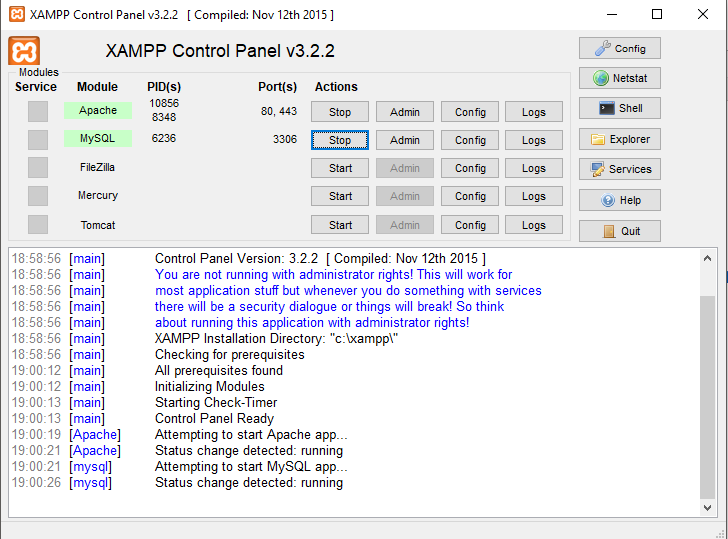 XAMPP Control Panel v3.2.2 [ Compiled: Nov 12th 2015 ]
XAMPP Control Panel v3.2.2
Config
Modules
Service Module PID(s) Port(s) Actions
Netstat
Apache 10856 8348 80, 443 Stop Admin Config Logs
Shell
MySQL 6236 3306 Stop Admin Config Logs
Explorer
FileZilla Start Admin Config Logs
Services
Mercury Start Admin Config Logs
Help
Tomcat Start Admin Config Logs
Quit
18:58:56 [main] Control Panel Version: 3.2.2 [ Compiled: Nov 12th 2015 ]
18:58:56 [main] You are not running with administrator rights! This will work for
18:58:56 [main] most application stuff but whenever you do something with services
18:58:56 [main] there will be a security dialogue or things will break! So think
18:58:56 [main] about running this application with administrator rights!
18:58:56 [main] XAMPP Installation Directory: "c:\xampp\"
18:58:56 [main] Checking for prerequisites
19:00:12 [main] All prerequisites found
19:00:12 [main] Initializing Modules
19:00:13 [main] Starting Check-Timer
19:00:13 [main] Control Panel Ready
19:00:19 [Apache] Attempting to start Apache app...
19:00:21 [Apache] Status change detected: running
19:00:21 [mysql] Attempting to start MySQL app...
19:00:26 [mysql] Status change detected: running